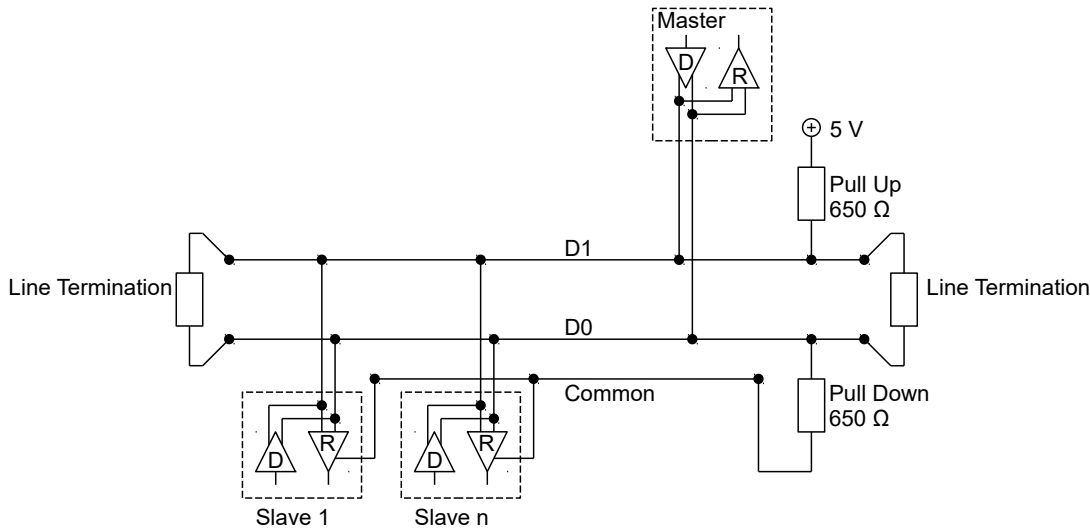 Master
D
R
5 V
Pull Up
650 Ω
D1
Line Termination
Line Termination
D0
Common
Pull Down
650 Ω
D
R
D
R
Slave 1
Slave n